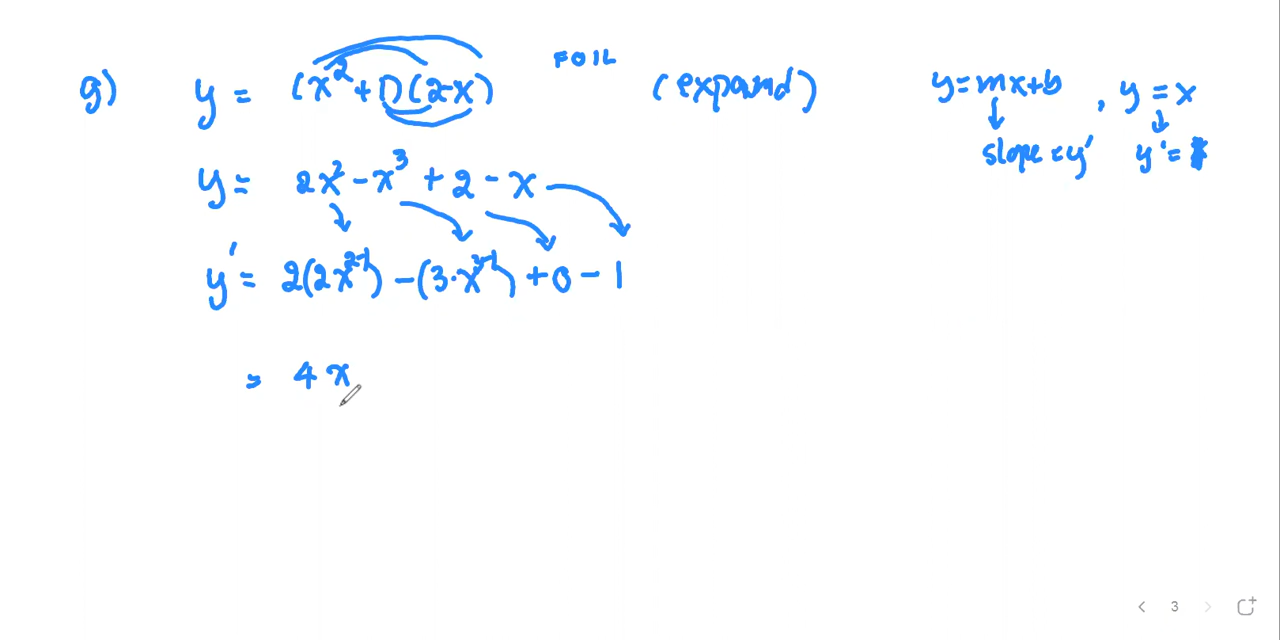 g) y = (x²+1)(2-x) FOIL (expand) y=mx+b , y = x
slope = y' y' =
y = 2x² - x³ + 2 - x
y' = 2(2x²⁻¹) - (3·x³⁻¹) + 0 - 1
= 4x
3